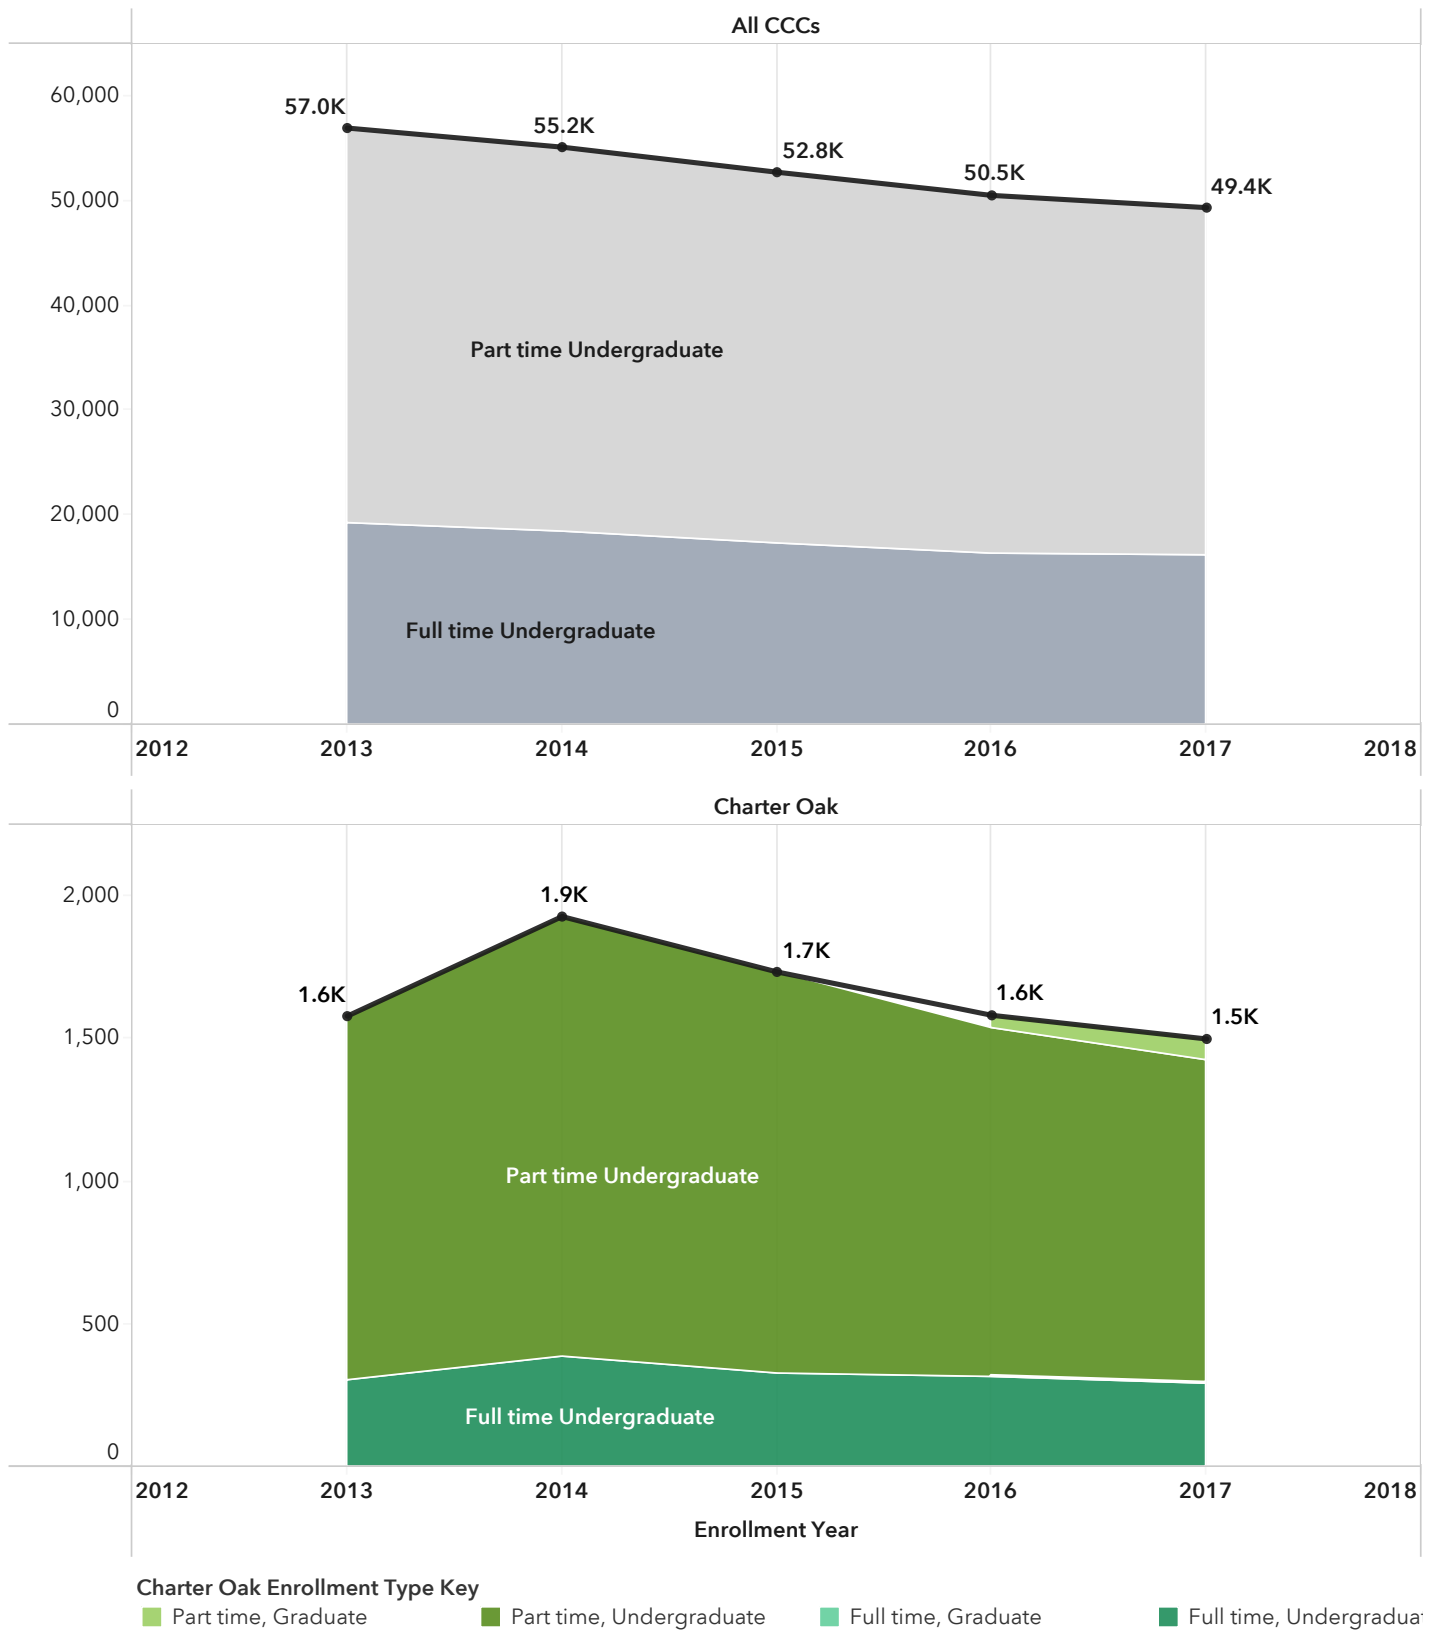 All CCCs
60,000
57.0K
55.2K
52.8K
50.5K
49.4K
50,000
40,000
Part time Undergraduate
30,000
20,000
10,000
Full time Undergraduate
0
2012 2013 2014 2015 2016 2017 2018
Charter Oak
2,000
1.9K
1.7K
1.6K
1.6K
1.5K
1,500
1,000
Part time Undergraduate
500
Full time Undergraduate
0
2012 2013 2014 2015 2016 2017 2018
Enrollment Year
Charter Oak Enrollment Type Key
Part time, Graduate Part time, Undergraduate Full time, Graduate Full time, Undergraduat